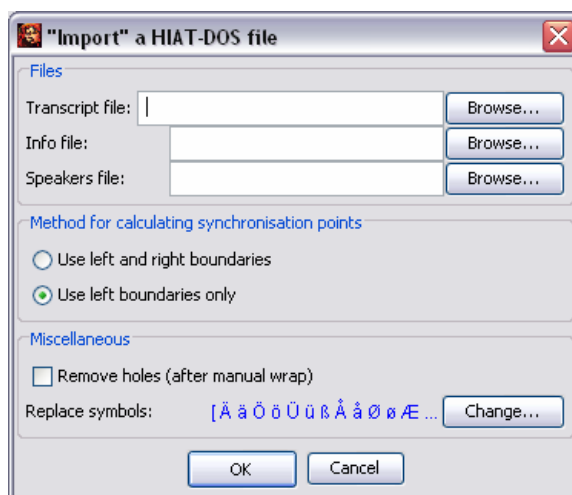 "Import" a HIAT-DOS file
Files
Transcript file: Browse...
Info file: Browse...
Speakers file: Browse...
Method for calculating synchronisation points
Use left and right boundaries
Use left boundaries only
Miscellaneous
Remove holes (after manual wrap)
Replace symbols: [Ä ä Ö ö Ü ü ß Å å Ø ø Æ ... Change...
OK Cancel